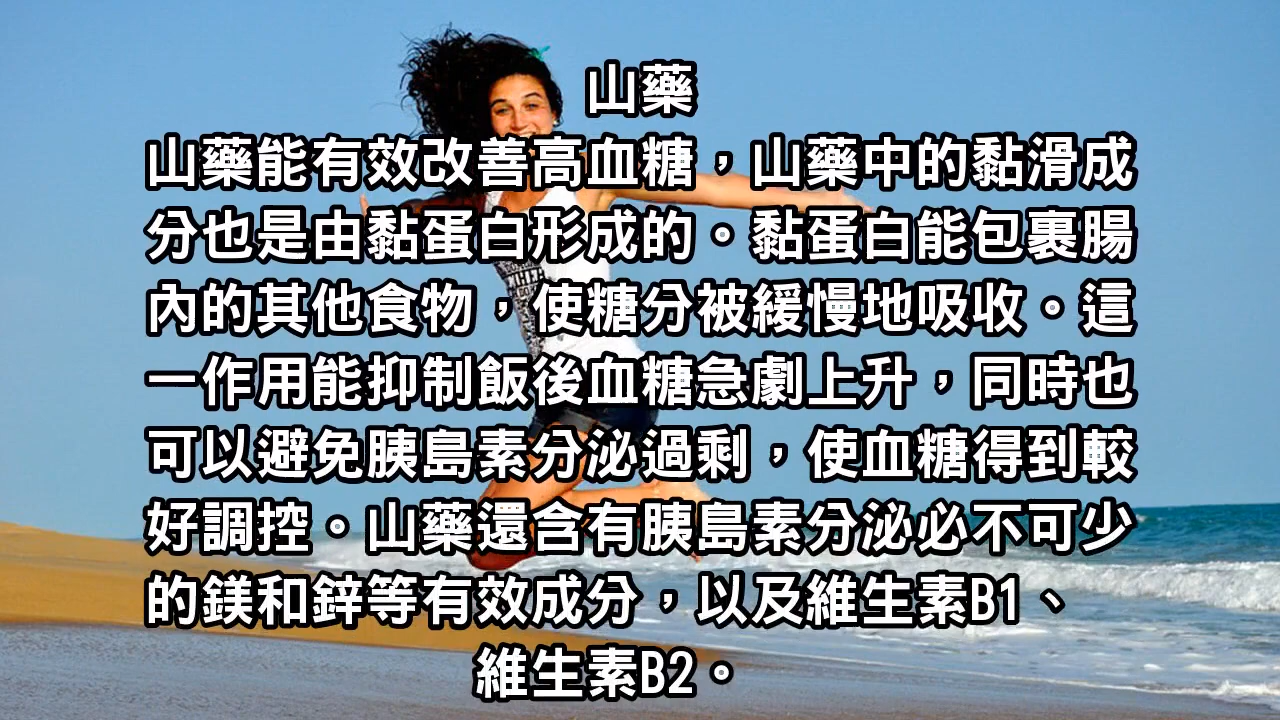 山藥
山藥能有效改善高血糖，山藥中的黏滑成
分也是由黏蛋白形成的。黏蛋白能包裹腸
內的其他食物，使糖分被緩慢地吸收。這
一作用能抑制飯後血糖急劇上升，同時也
可以避免胰島素分泌過剩，使血糖得到較
好調控。山藥還含有胰島素分泌必不可少
的鎂和鋅等有效成分，以及維生素B1、
維生素B2。